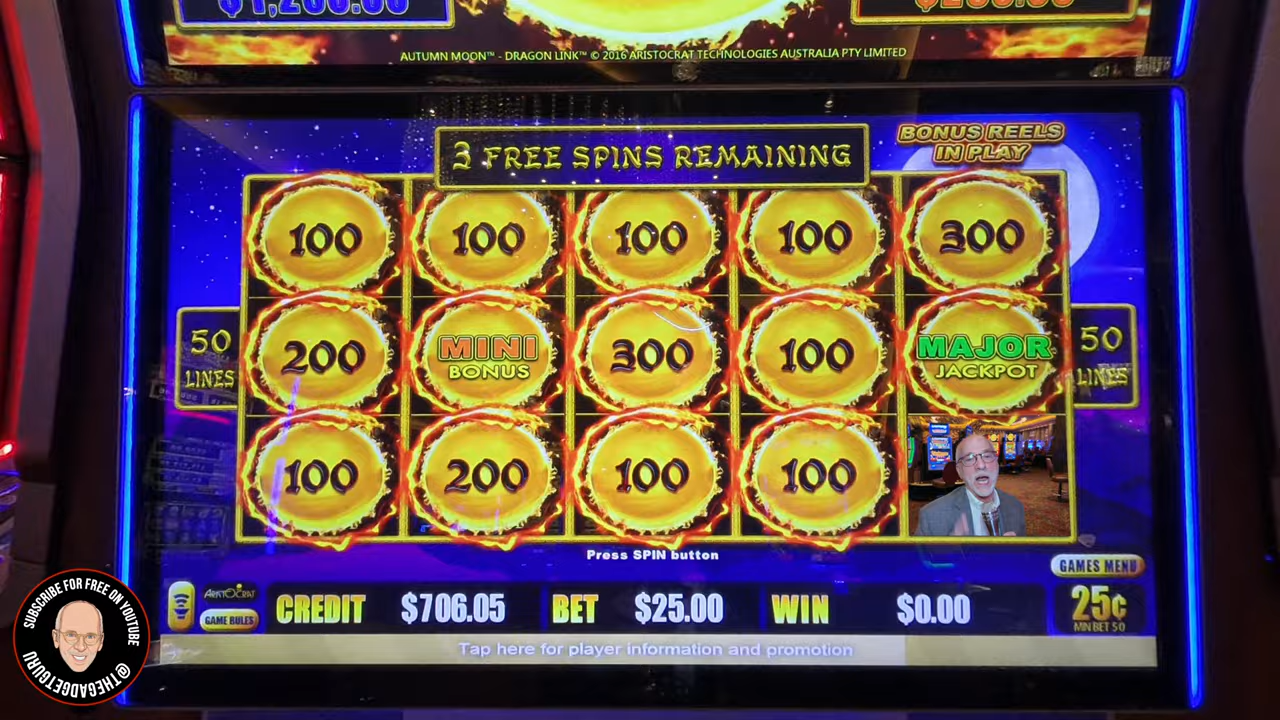 $1,250.00
AUTUMN MOON™ - DRAGON LINK™ © 2016 ARISTOCRAT TECHNOLOGIES AUSTRALIA PTY LIMITED
3 FREE SPINS REMAINING
BONUS REELS
IN PLAY
100 100 100 100 300
50 LINES
200
MINI
BONUS
300
100
MAJOR
JACKPOT
50 LINES
100 200 100 100
Press SPIN button
GAMES MENU
ARISTOCRAT
GAME RULES
CREDIT $706.05 BET $25.00 WIN $0.00
25¢
MIN BET 50
Tap here for player information and promotion
SUBSCRIBE FOR FREE ON YOUTUBE
@THEGADGETGURU